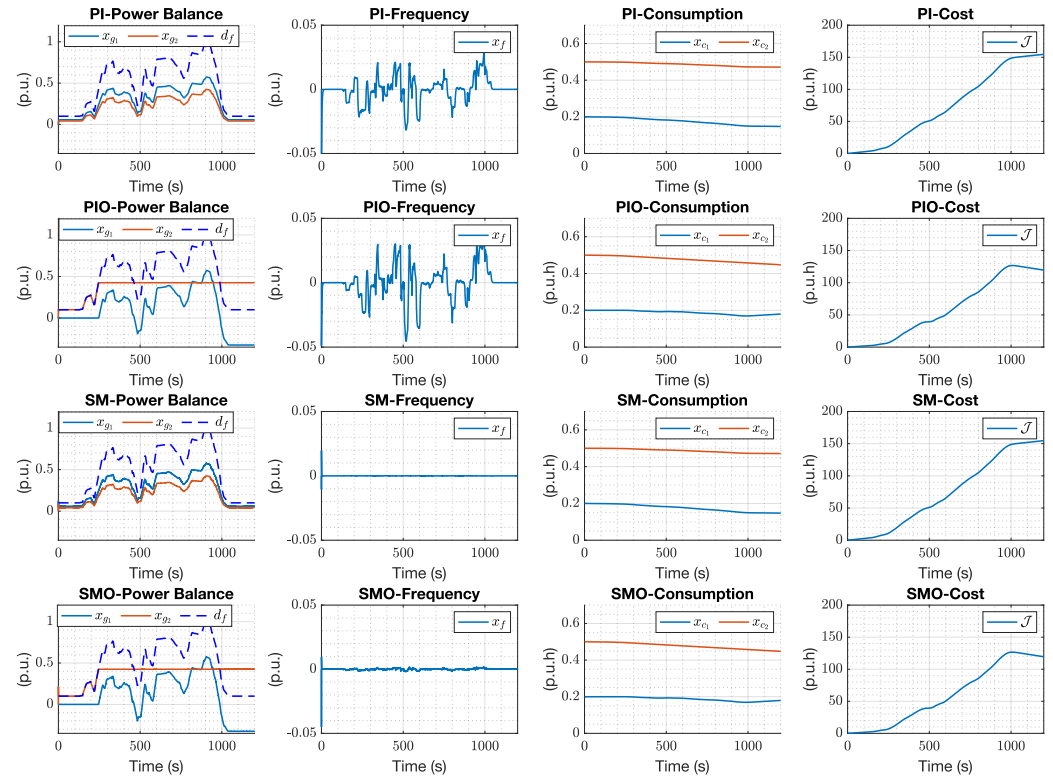 PI-Power Balance
x_{g_1} x_{g_2} d_f
(p.u.h)
1
0.5
0
0 500 1000
Time (s)
PI-Frequency
x_f
(p.u.)
0.05
0
-0.05
0 500 1000
Time (s)
PI-Consumption
x_{c_1} x_{c_2}
(p.u.h)
0.6
0.4
0.2
0
0 500 1000
Time (s)
PI-Cost
𝒥
(p.u.h)
200
150
100
50
0
0 500 1000
Time (s)
PIO-Power Balance
x_{g_1} x_{g_2} d_f
(p.u.)
1
0.5
0
0 500 1000
Time (s)
PIO-Frequency
x_f
(p.u.)
0.05
0
-0.05
0 500 1000
Time (s)
PIO-Consumption
x_{c_1} x_{c_2}
(p.u.h)
0.6
0.4
0.2
0
0 500 1000
Time (s)
PIO-Cost
𝒥
(p.u.h)
200
150
100
50
0
0 500 1000
Time (s)
SM-Power Balance
x_{g_1} x_{g_2} d_f
(p.u.)
1
0.5
0
0 500 1000
Time (s)
SM-Frequency
x_f
(p.u.)
0.05
0
-0.05
0 500 1000
Time (s)
SM-Consumption
x_{c_1} x_{c_2}
(p.u.h)
0.6
0.4
0.2
0
0 500 1000
Time (s)
SM-Cost
𝒥
(p.u.h)
200
150
100
50
0
0 500 1000
Time (s)
SMO-Power Balance
x_{g_1} x_{g_2} d_f
(p.u.)
1
0.5
0
0 500 1000
Time (s)
SMO-Frequency
x_f
(p.u.)
0.05
0
-0.05
0 500 1000
Time (s)
SMO-Consumption
x_{c_1} x_{c_2}
(p.u.h)
0.6
0.4
0.2
0
0 500 1000
Time (s)
SMO-Cost
𝒥
(p.u.h)
200
150
100
50
0
0 500 1000
Time (s)